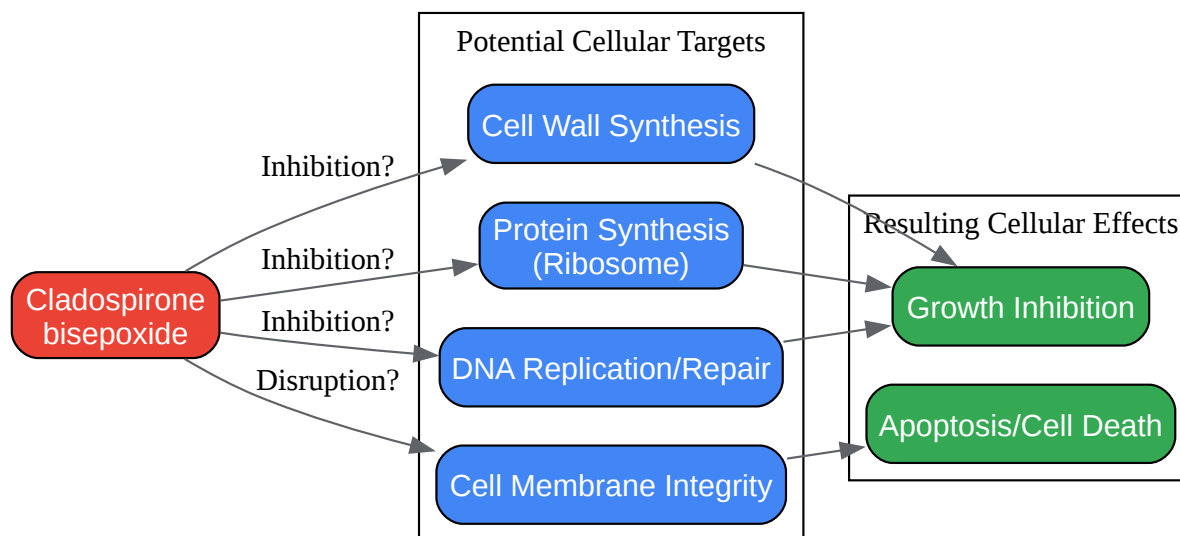 Potential Cellular Targets
Cell Wall Synthesis
Inhibition?
Protein Synthesis
(Ribosome)
Resulting Cellular Effects
Inhibition?
Cladospirone
bisepoxide
Growth Inhibition
Inhibition?
DNA Replication/Repair
Disruption?
Apoptosis/Cell Death
Cell Membrane Integrity